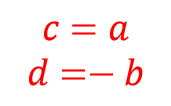 c = a
d =− b